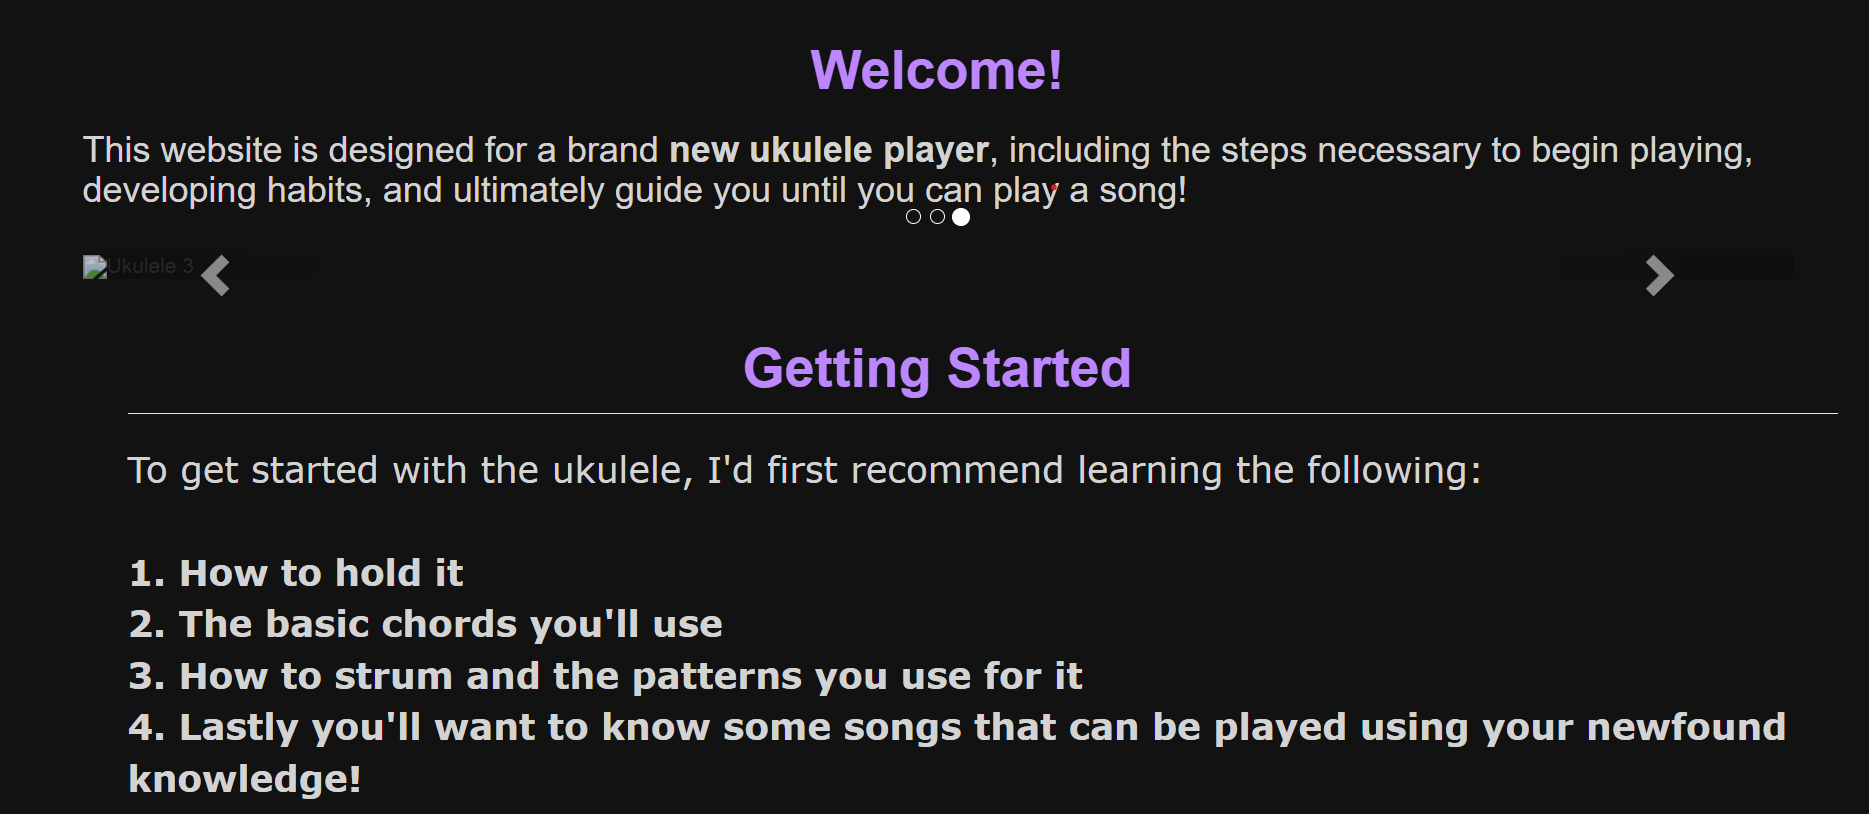 Welcome!
This website is designed for a brand new ukulele player, including the steps necessary to begin playing,
developing habits, and ultimately guide you until you can play a song!
Ukulele 3
Getting Started
To get started with the ukulele, I'd first recommend learning the following:
1. How to hold it
2. The basic chords you'll use
3. How to strum and the patterns you use for it
4. Lastly you'll want to know some songs that can be played using your newfound
knowledge!